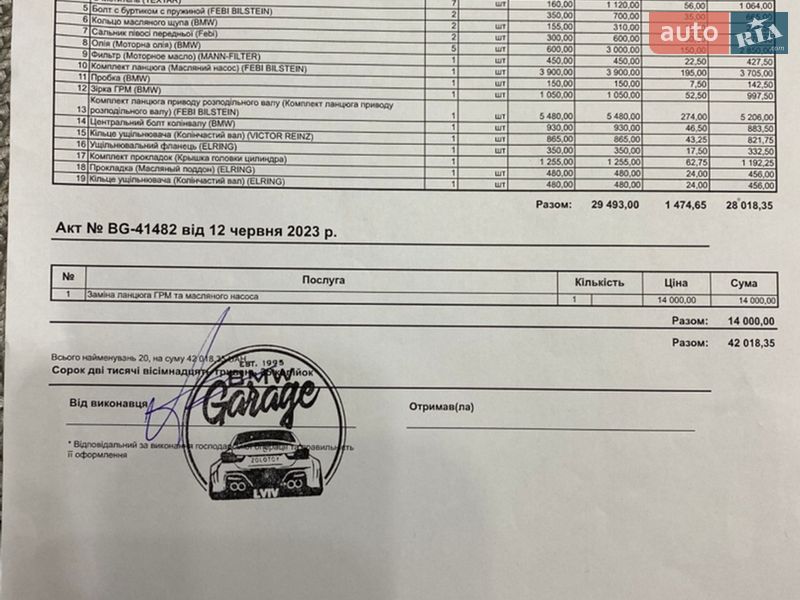 7 шт 160,00 1 120,00 56,00 1 064,00
5 Болт с буртиком с пружиной (FEBI BILSTEIN) 2 350,00 700,00 35,00
6 Кольцо масляного щупа (BMW) 2 шт 155,00 310,00
7 Сальник півосі передньої (Febi) 2 шт 300,00 600,00
8 Олія (Моторна олія) (BMW) 5 шт 600,00 3 000,00 150,00 2 850,00
9 Фильтр (Моторное масло) (MANN-FILTER) 1 шт 450,00 450,00 22,50 427,50
10 Комплект ланцюга (Масляний насос) (FEBI BILSTEIN) 1 шт 3 900,00 3 900,00 195,00 3 705,00
11 Пробка (BMW) 1 шт 150,00 150,00 7,50 142,50
12 Зірка ГРМ (BMW) 1 шт 1 050,00 1 050,00 52,50 997,50
13 Комплект ланцюга приводу розподільного валу (Комплект ланцюга приводу
розподільного валу) (FEBI BILSTEIN) 1 шт 5 480,00 5 480,00 274,00 5 206,00
14 Центральний болт колінвалу (BMW) 1 шт 930,00 930,00 46,50 883,50
15 Кільце ущільнювача (Колінчастий вал) (VICTOR REINZ) 1 шт 865,00 865,00 43,25 821,75
16 Ущільнювальний фланець (ELRING) 1 шт 350,00 350,00 17,50 332,50
17 Комплект прокладок (Крышка головки цилиндра) 1 1 255,00 1 255,00 62,75 1 192,25
18 Прокладка (Масляный поддон) (ELRING) 1 шт 480,00 480,00 24,00 456,00
19 Кільце ущільнювача (Колінчастий вал) (ELRING) 1 шт 480,00 480,00 24,00 456,00
Разом: 29 493,00 1 474,65 28 018,35
Акт № BG-41482 від 12 червня 2023 р.
№ Послуга Кількість Ціна Сума
1 Заміна ланцюга ГРМ та масляного насоса 1 14 000,00 14 000,00
Разом: 14 000,00
Разом: 42 018,35
Всього найменувань 20, на суму 42 018,35 UAH
Сорок дві тисячі вісімнадцять гривень 35 копійок
Від виконавця Отримав(ла)
* Відповідальний за виконання господарської операції та правильність
її оформлення
EST. 1995
BMW
Garage
ZOLOTOY
LVIV
auto RIA
.com